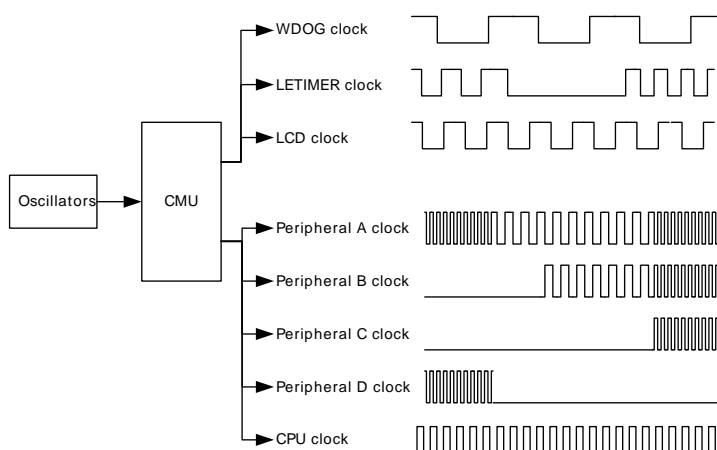 WDOG clock
LETIMER clock
LCD clock
Oscillators
CMU
Peripheral A clock
Peripheral B clock
Peripheral C clock
Peripheral D clock
CPU clock